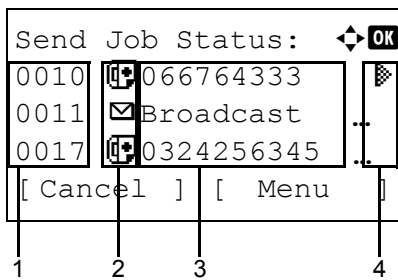 Send Job Status: OK
0010 066764333
0011 Broadcast ...
0017 0324256345 ...
[ Cancel ] [ Menu ]
1 2 3 4